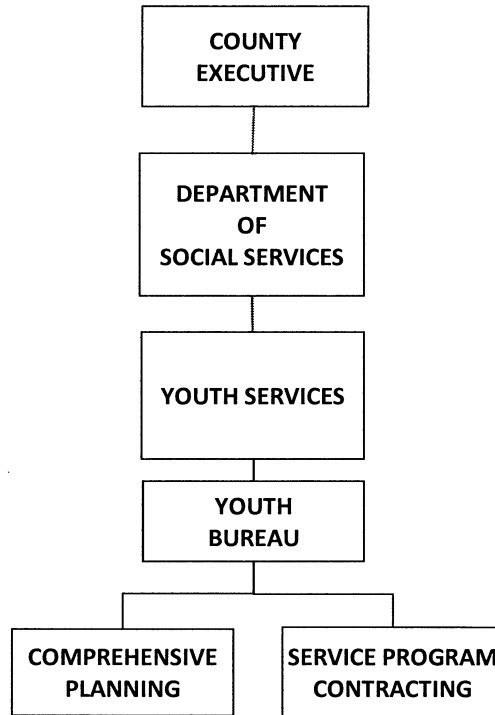 COUNTY
EXECUTIVE
DEPARTMENT
OF
SOCIAL SERVICES
YOUTH SERVICES
YOUTH
BUREAU
COMPREHENSIVE
PLANNING
SERVICE PROGRAM
CONTRACTING